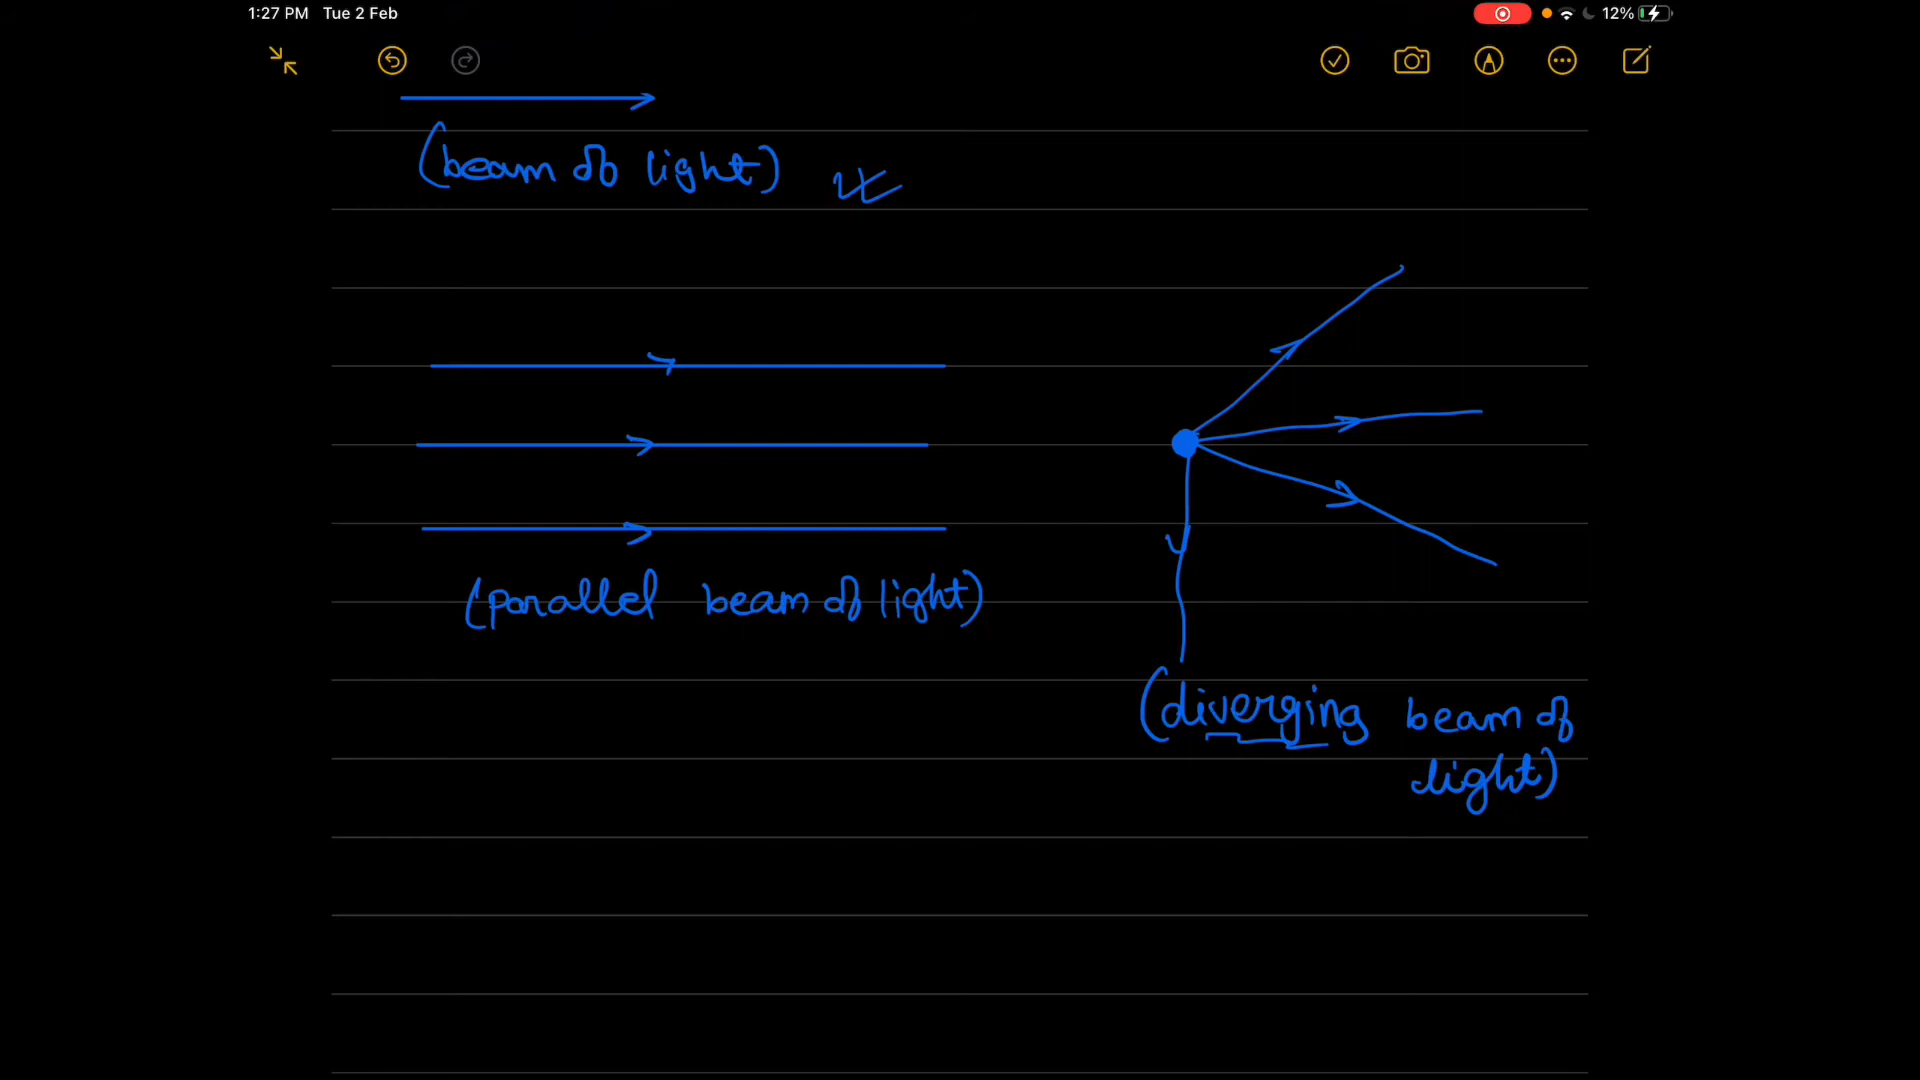 1:27 PM Tue 2 Feb
12%
(beam of light)
(parallel beam of light)
(diverging beam of
light)